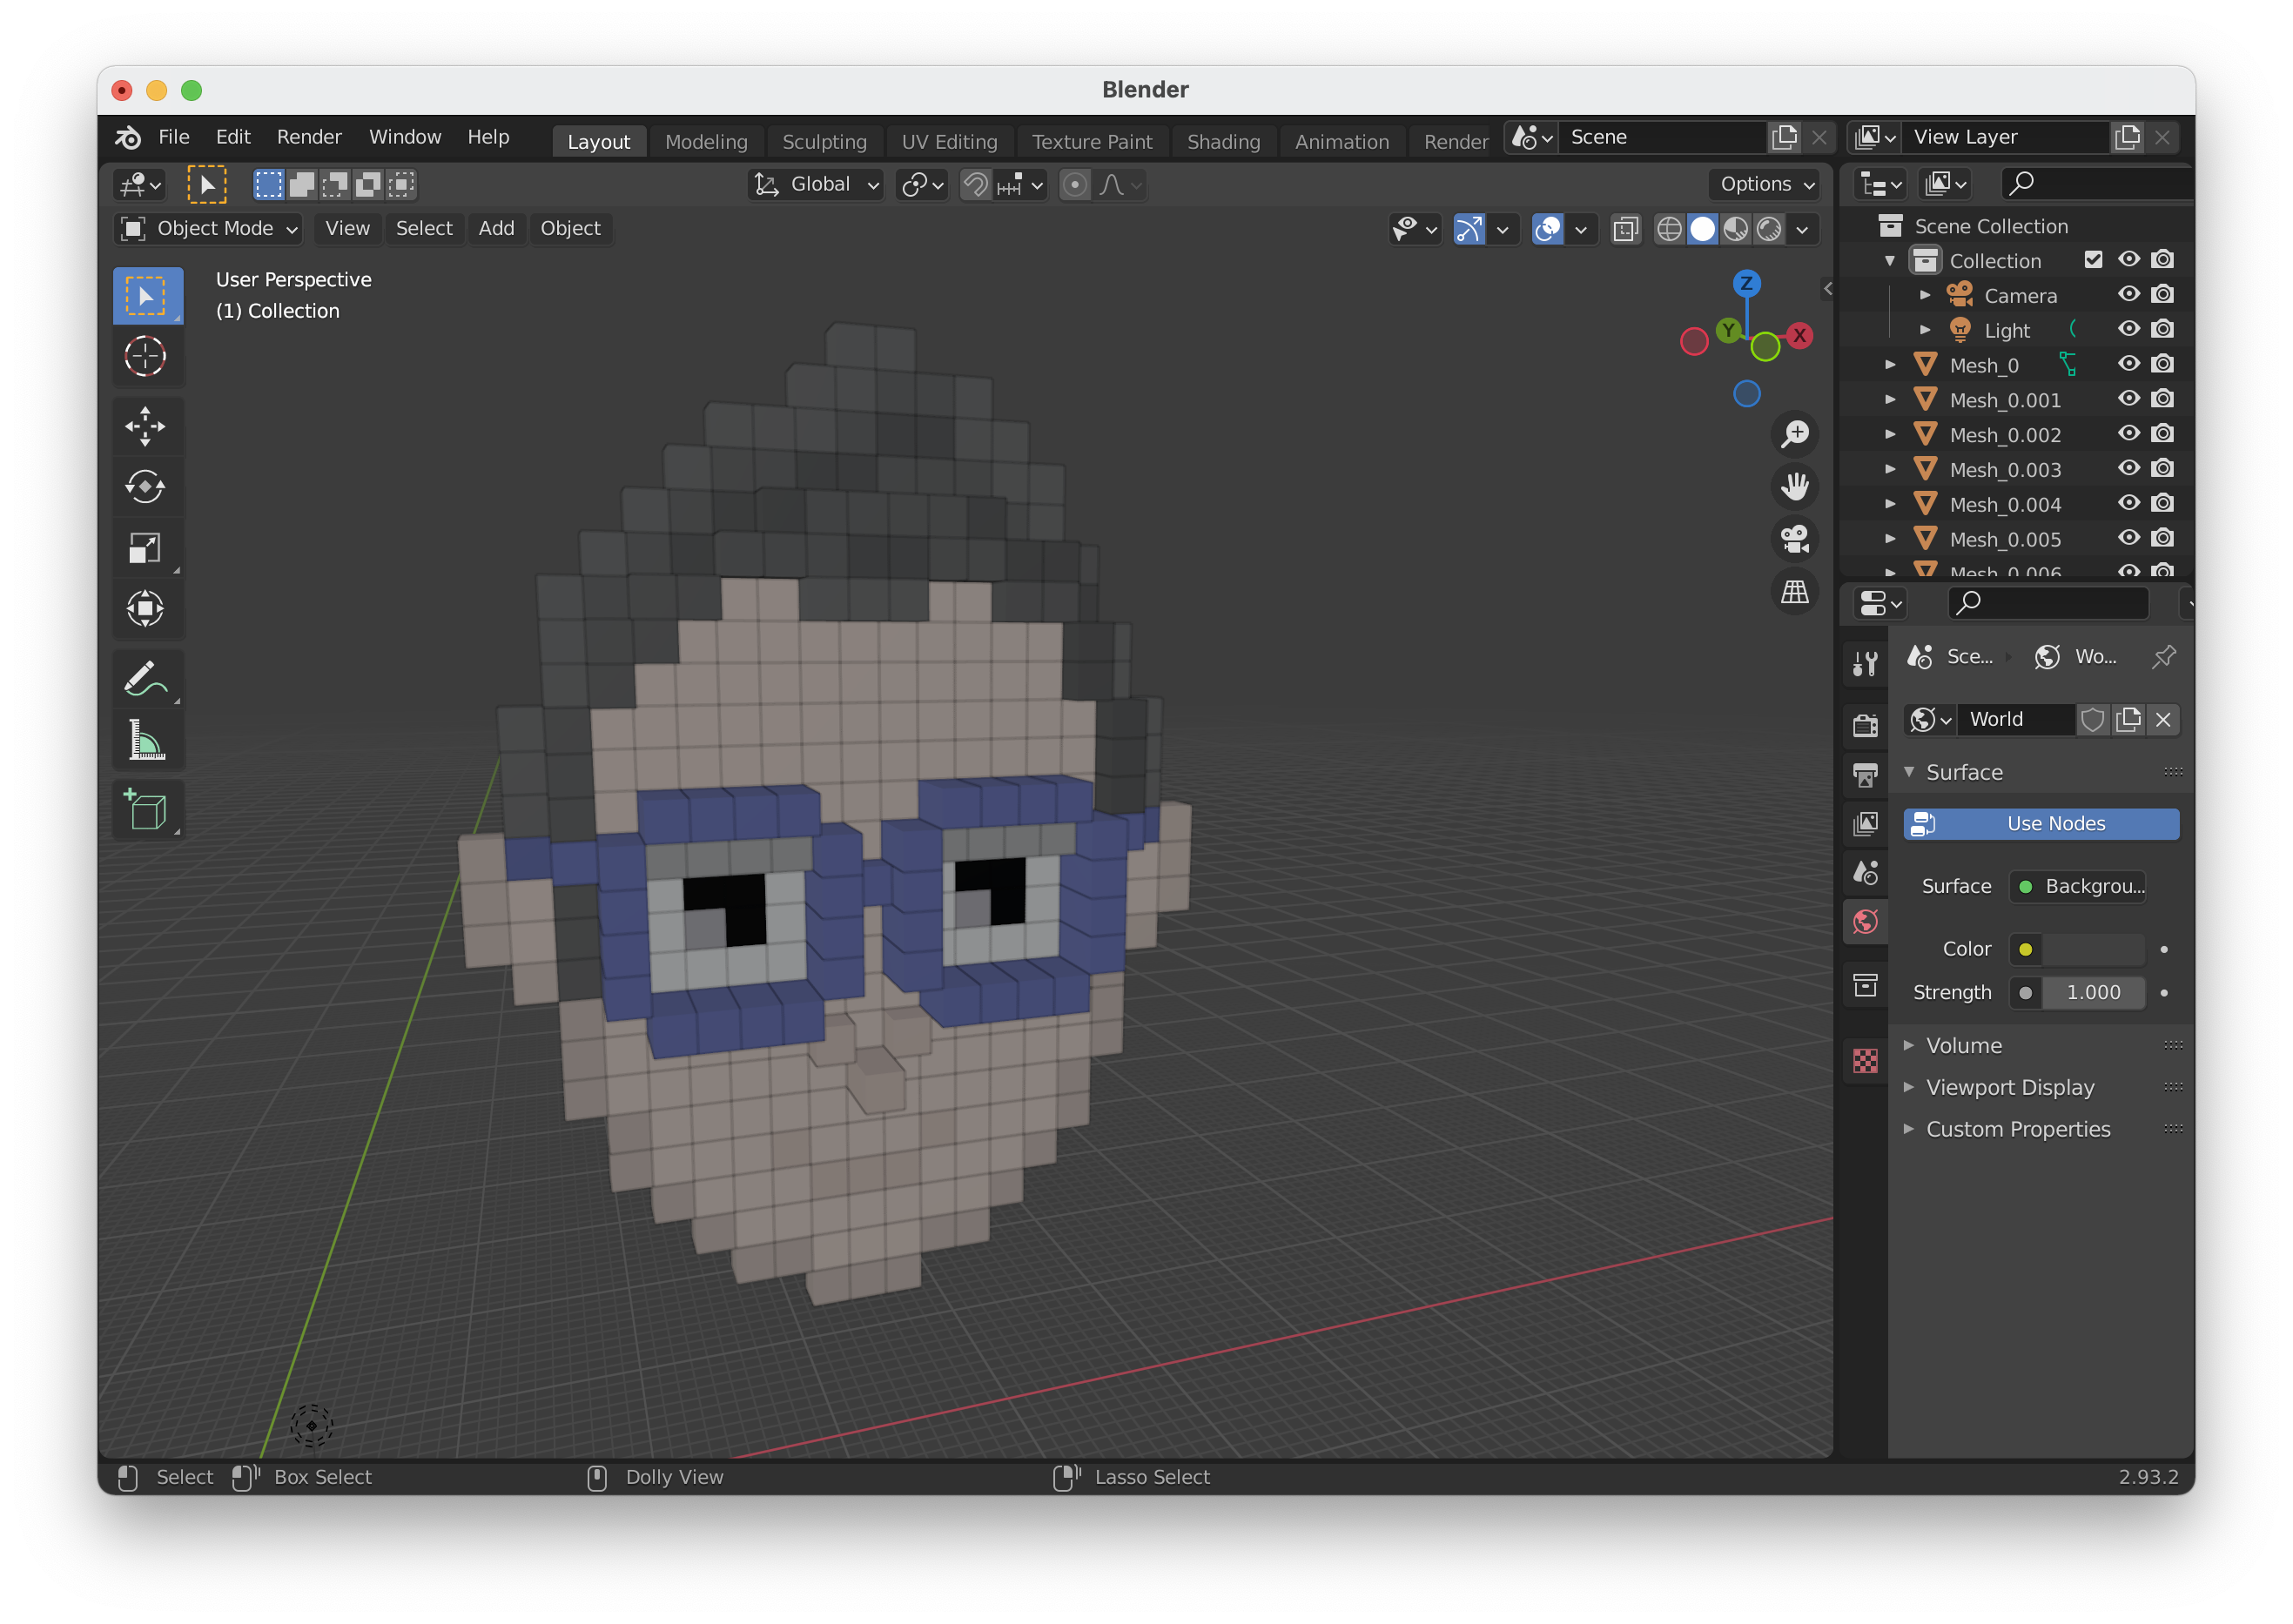 Blender
File Edit Render Window Help Layout Modeling Sculpting UV Editing Texture Paint Shading Animation Render Scene View Layer
Global Options
Object Mode View Select Add Object
User Perspective
(1) Collection
Z
Y
X
Scene Collection
Collection
Camera
Light
Mesh_0
Mesh_0.001
Mesh_0.002
Mesh_0.003
Mesh_0.004
Mesh_0.005
Mesh_0.006
Sce... Wo...
World
Surface
Use Nodes
Surface Backgrou...
Color
Strength 1.000
Volume
Viewport Display
Custom Properties
Select Box Select Dolly View Lasso Select 2.93.2